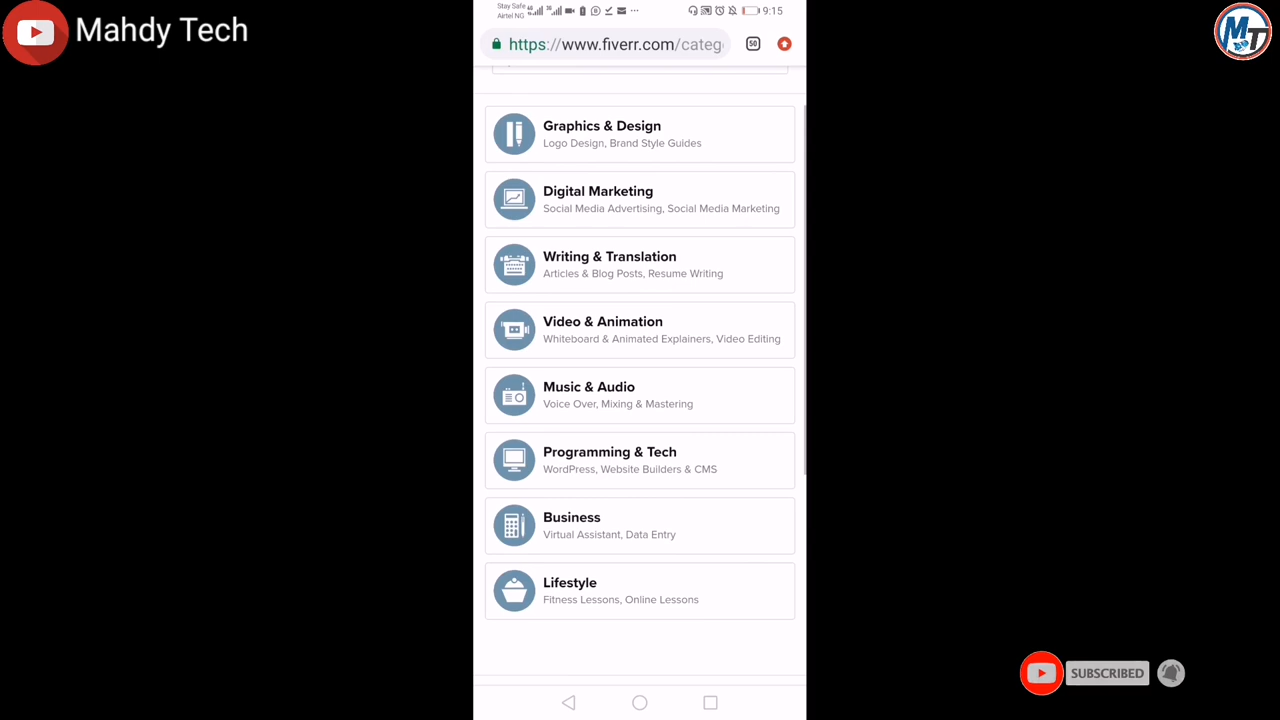 Mahdy Tech
Stay Safe
Airtel NG
9:15
https://www.fiverr.com/categ
50
MT
Graphics & Design
Logo Design, Brand Style Guides
Digital Marketing
Social Media Advertising, Social Media Marketing
Writing & Translation
Articles & Blog Posts, Resume Writing
Video & Animation
Whiteboard & Animated Explainers, Video Editing
Music & Audio
Voice Over, Mixing & Mastering
Programming & Tech
WordPress, Website Builders & CMS
Business
Virtual Assistant, Data Entry
Lifestyle
Fitness Lessons, Online Lessons
SUBSCRIBED